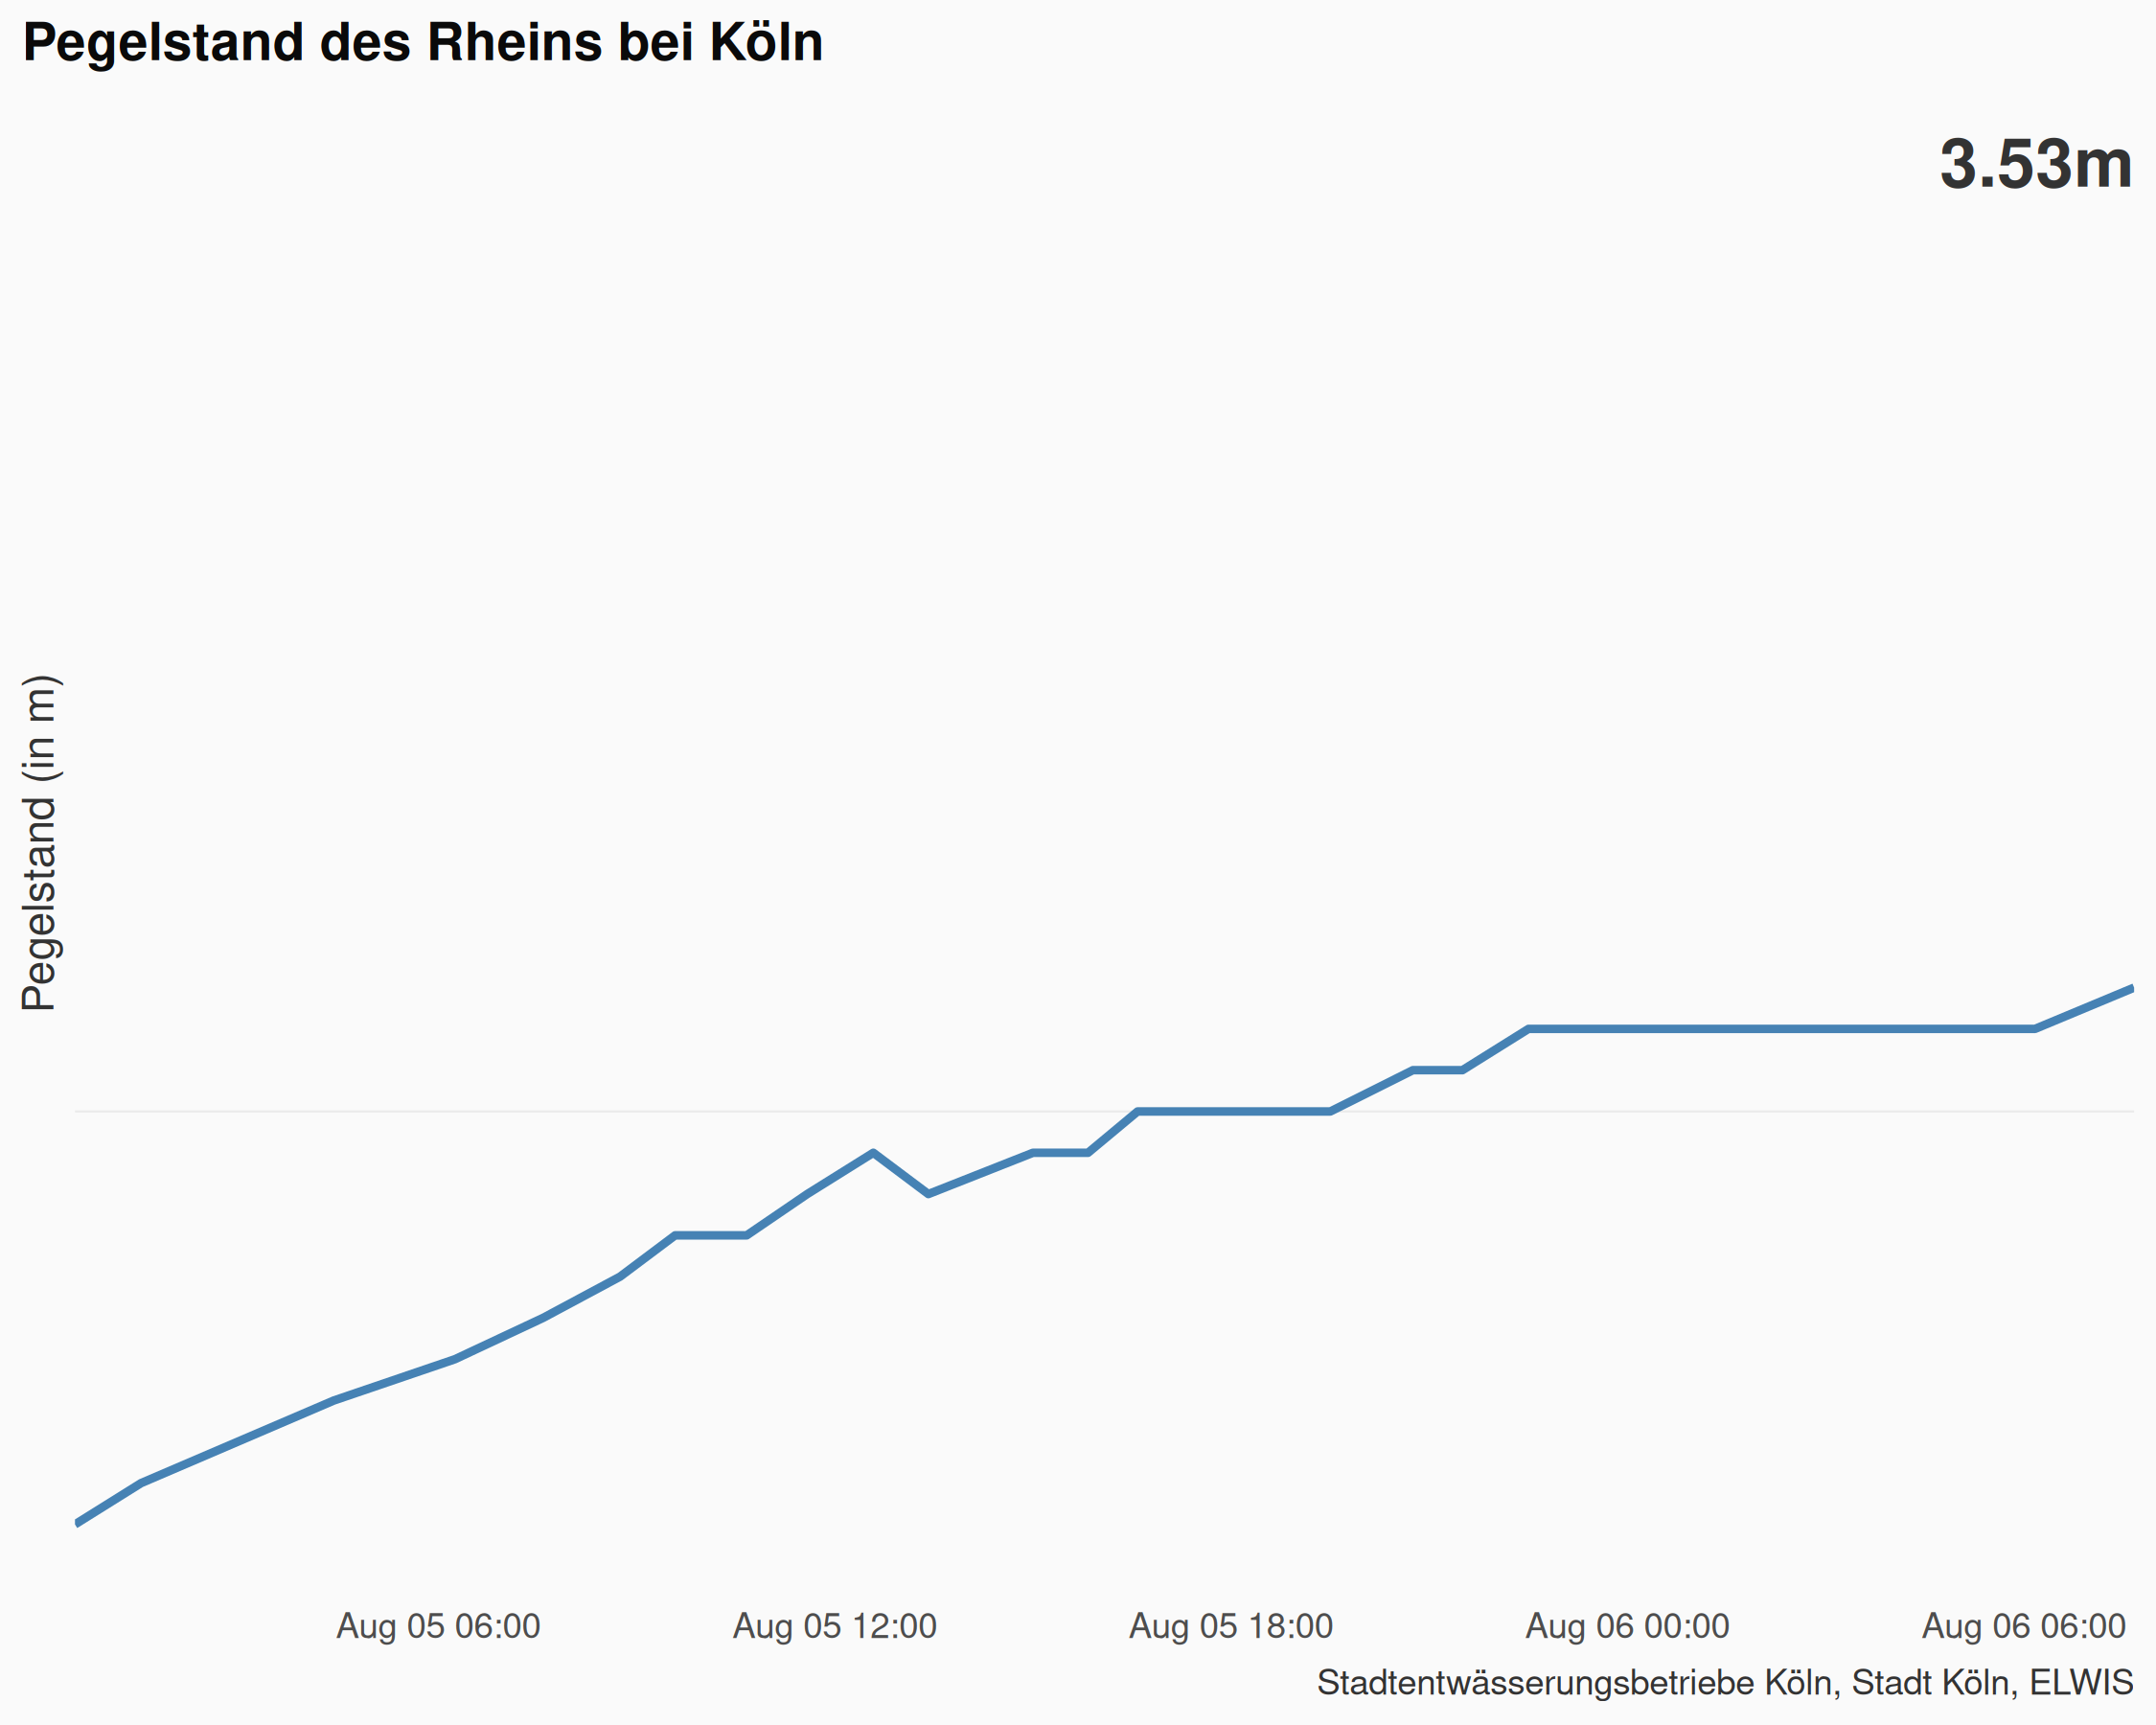 Pegelstand des Rheins bei Köln
3.53m
Pegelstand (in m)
Aug 05 06:00 Aug 05 12:00 Aug 05 18:00 Aug 06 00:00 Aug 06 06:00
Stadtentwässerungsbetriebe Köln, Stadt Köln, ELWIS